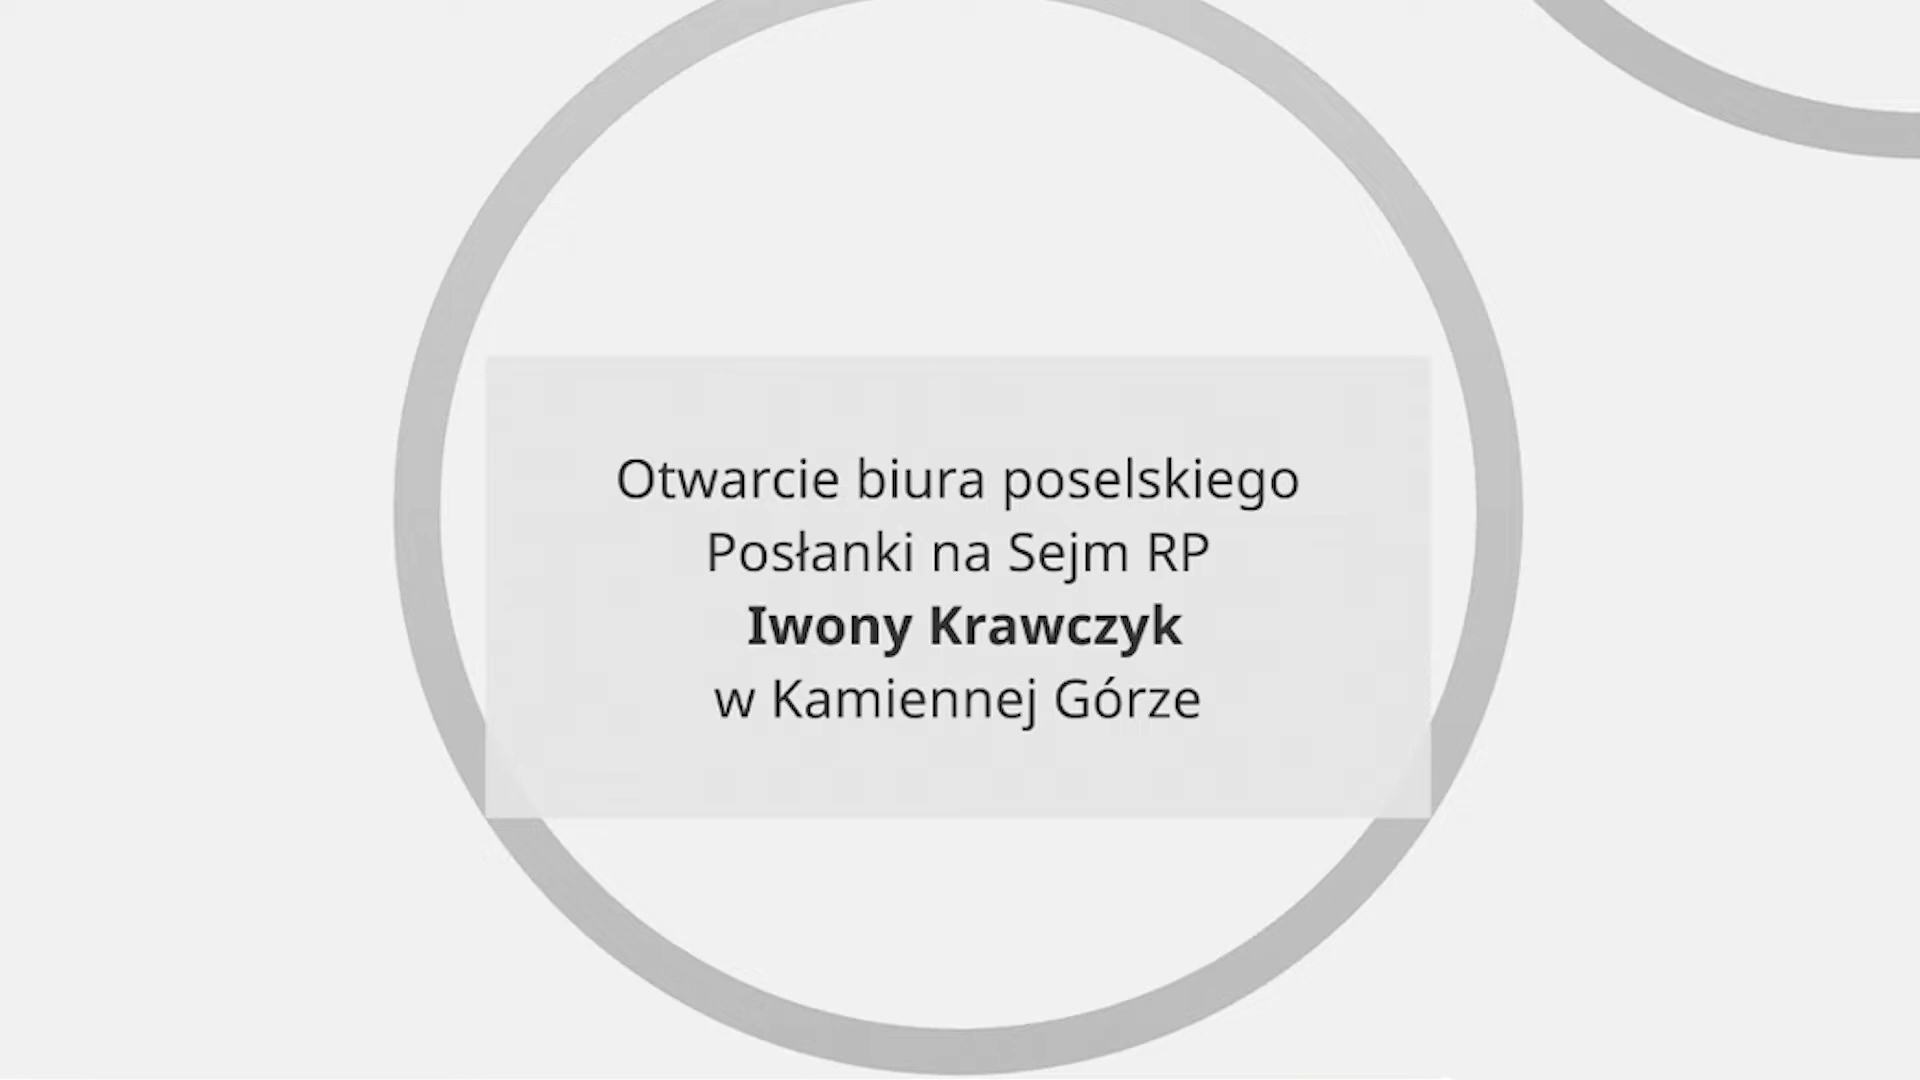 Otwarcie biura poselskiego
Posłanki na Sejm RP
Iwony Krawczyk
w Kamiennej Górze